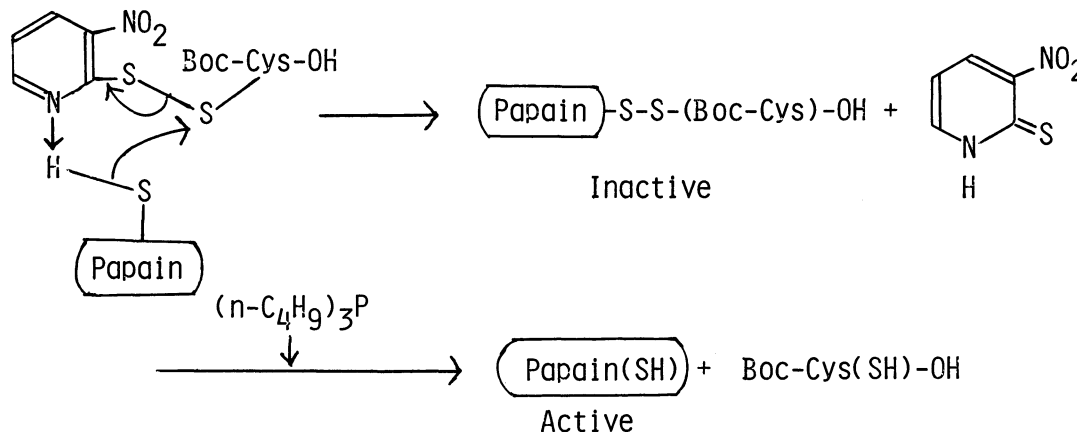 NO2
Boc-Cys-OH
S
S
N
H
S
Papain
Papain -S-S-(Boc-Cys)-OH +
Inactive
NO2
S
N
H
(n-C4H9)3P
Papain(SH) + Boc-Cys(SH)-OH
Active